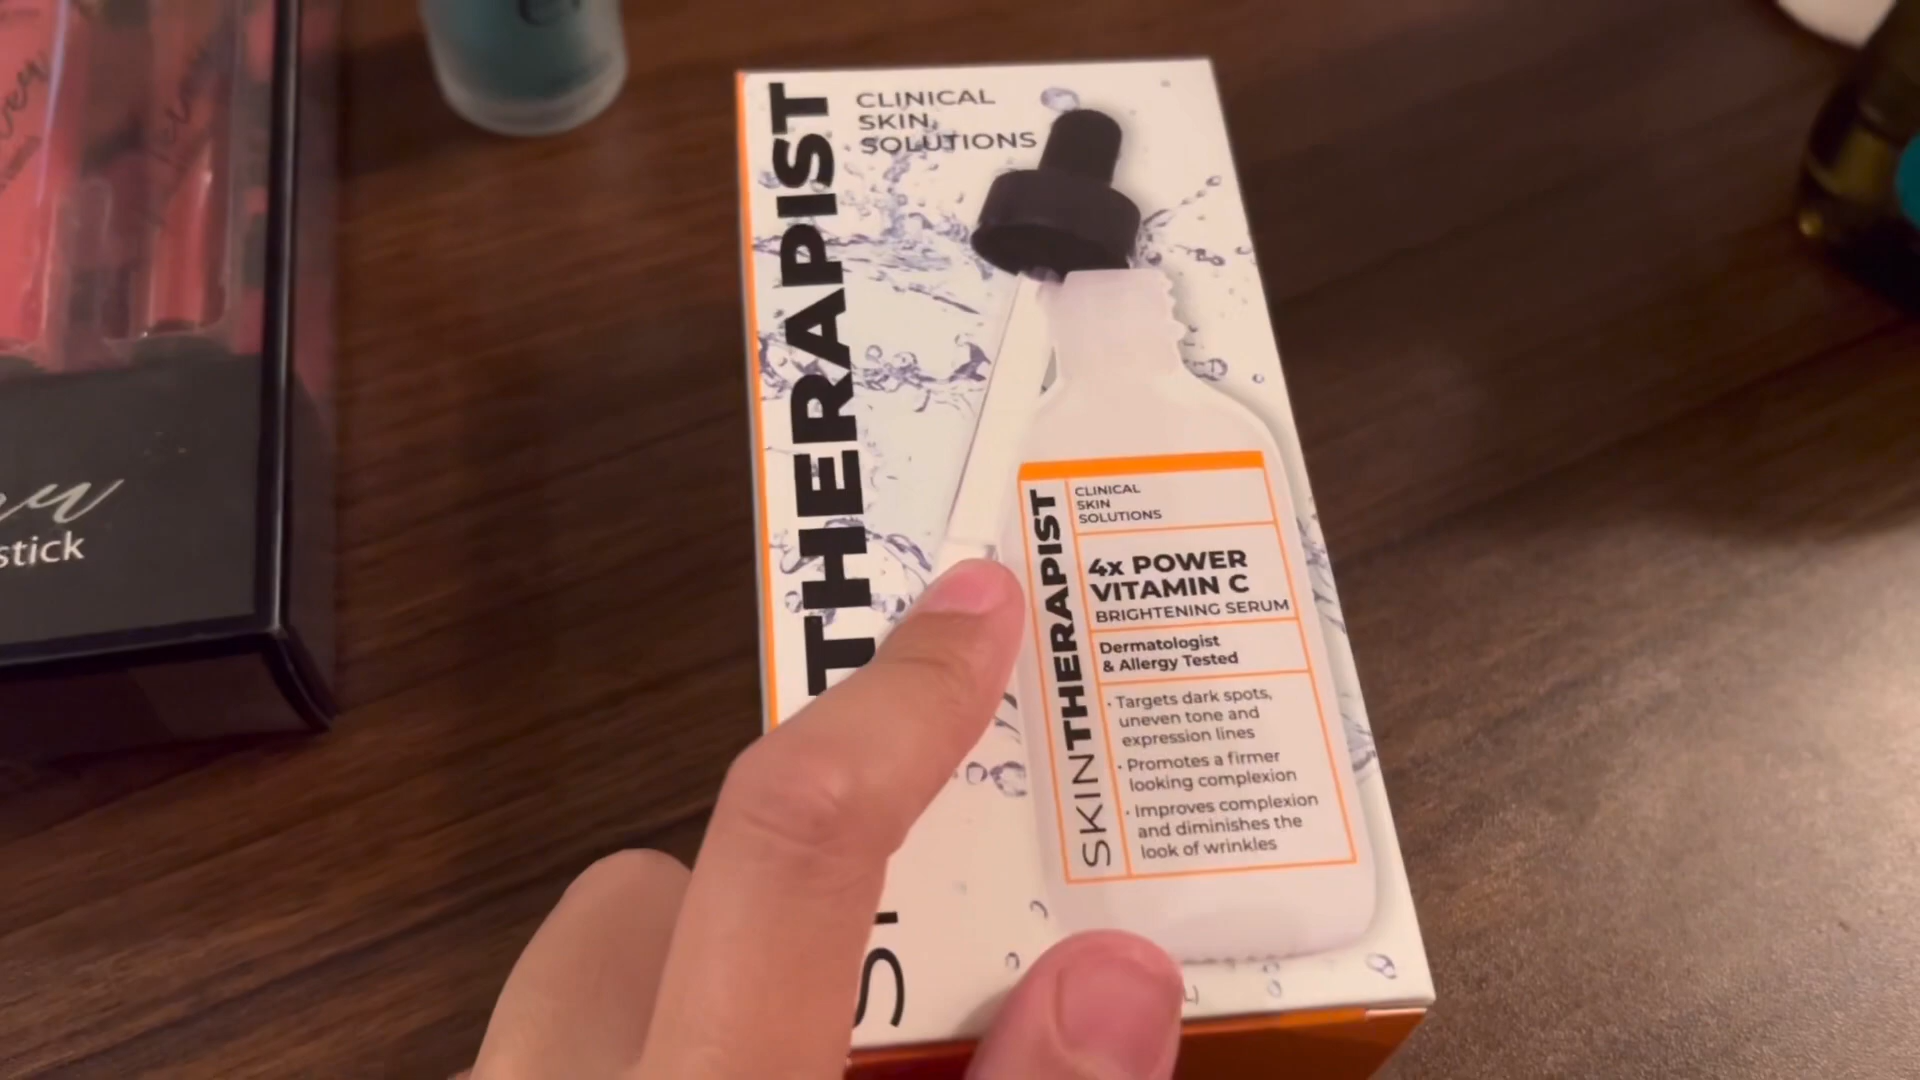 THERAPIST
CLINICAL
SKIN
SOLUTIONS
SKINTHERAPIST
CLINICAL
SKIN
SOLUTIONS
4x POWER
VITAMIN C
BRIGHTENING SERUM
Dermatologist
& Allergy Tested
• Targets dark spots,
uneven tone and
expression lines
• Promotes a firmer
looking complexion
• Improves complexion
and diminishes the
look of wrinkles
stick